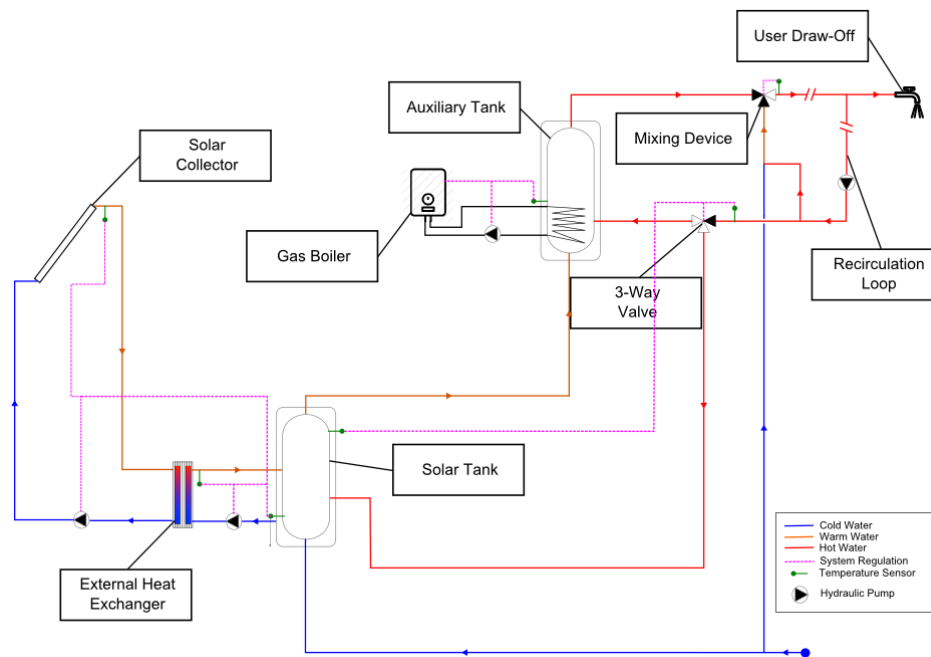 User Draw-Off
Auxiliary Tank
Mixing Device
Solar
Collector
Gas Boiler
Recirculation
Loop
3-Way
Valve
Solar Tank
External Heat
Exchanger
Cold Water
Warm Water
Hot Water
System Regulation
Temperature Sensor
Hydraulic Pump